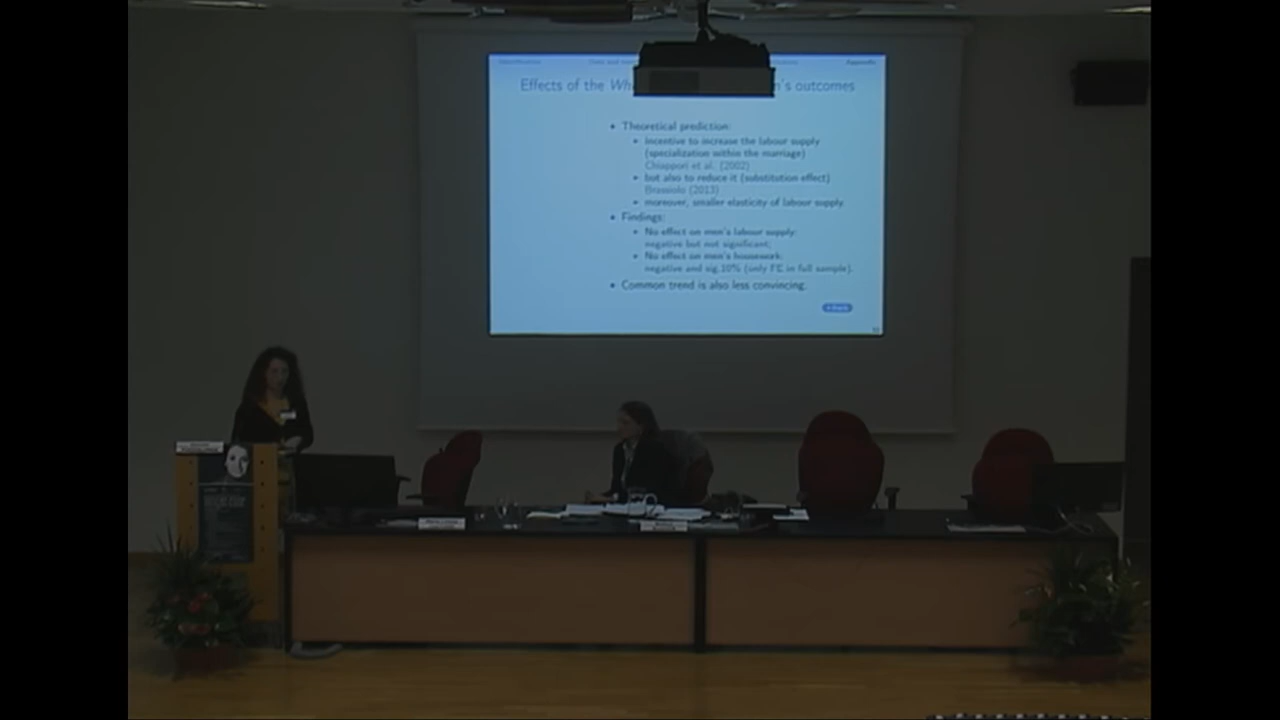 Appendix
Effects of the Wh n's outcomes
• Theoretical prediction:
• incentive to increase the labour supply
(specialization within the marriage)
Chiappori et al. (2002)
• but also to reduce it (substitution effect)
Brassiolo (2013)
• moreover, smaller elasticity of labour supply.
• Findings:
• No effect on men's labour supply:
negative but not significant;
• No effect on men's housework:
negative and sig.10% (only FE in full sample).
• Common trend is also less convincing.